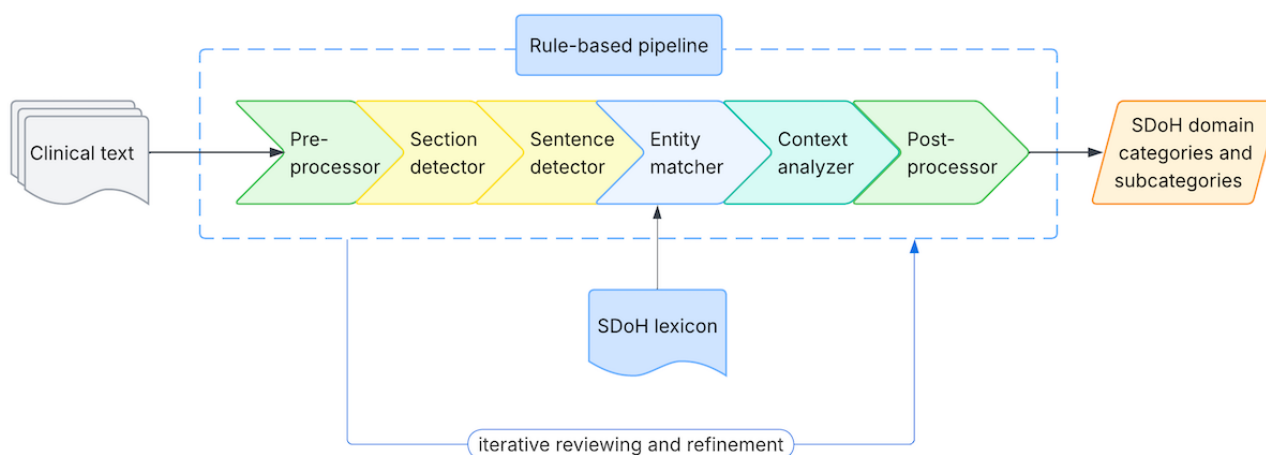 Rule-based pipeline
Clinical text
Pre-
processor
Section
detector
Sentence
detector
Entity
matcher
Context
analyzer
Post-
processor
SDoH domain
categories and
subcategories
SDoH lexicon
iterative reviewing and refinement